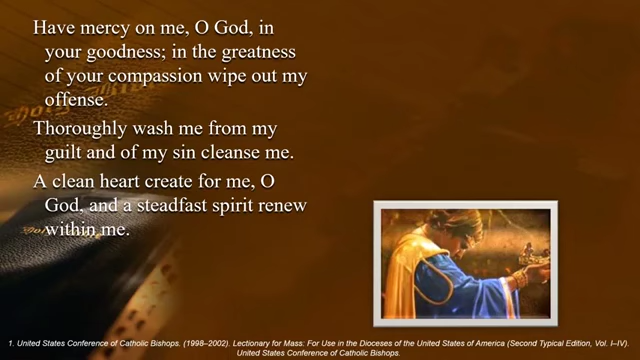 Have mercy on me, O God, in
your goodness; in the greatness
of your compassion wipe out my
offense.
Thoroughly wash me from my
guilt and of my sin cleanse me.
A clean heart create for me, O
God, and a steadfast spirit renew
within me.
1. United States Conference of Catholic Bishops. (1998–2002). Lectionary for Mass: For Use in the Dioceses of the United States of America (Second Typical Edition, Vol. I–IV).
United States Conference of Catholic Bishops.